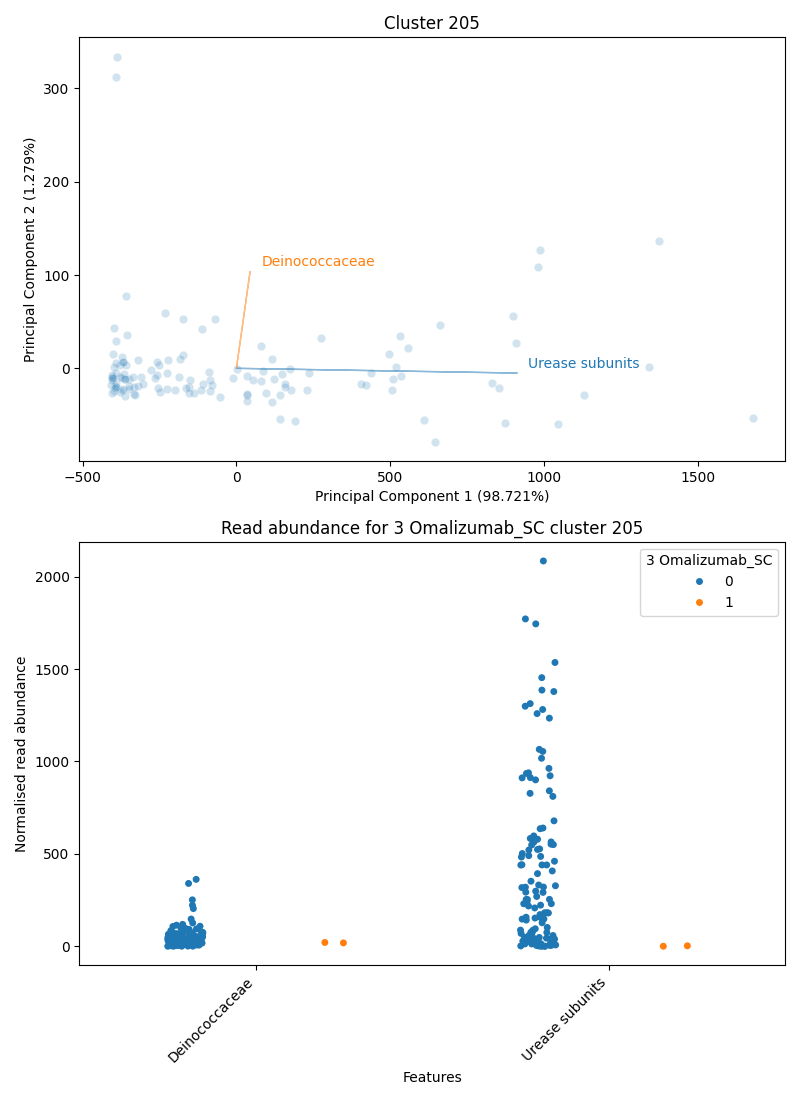 Cluster 205
300
200
100
0
Principal Component 2 (1.279%)
Deinococcaceae
Urease subunits
−500
0
500
1000
1500
Principal Component 1 (98.721%)
Read abundance for 3 Omalizumab_SC cluster 205
3 Omalizumab_SC
0
1
2000
1500
1000
500
0
Normalised read abundance
Deinococcaceae
Urease subunits
Features